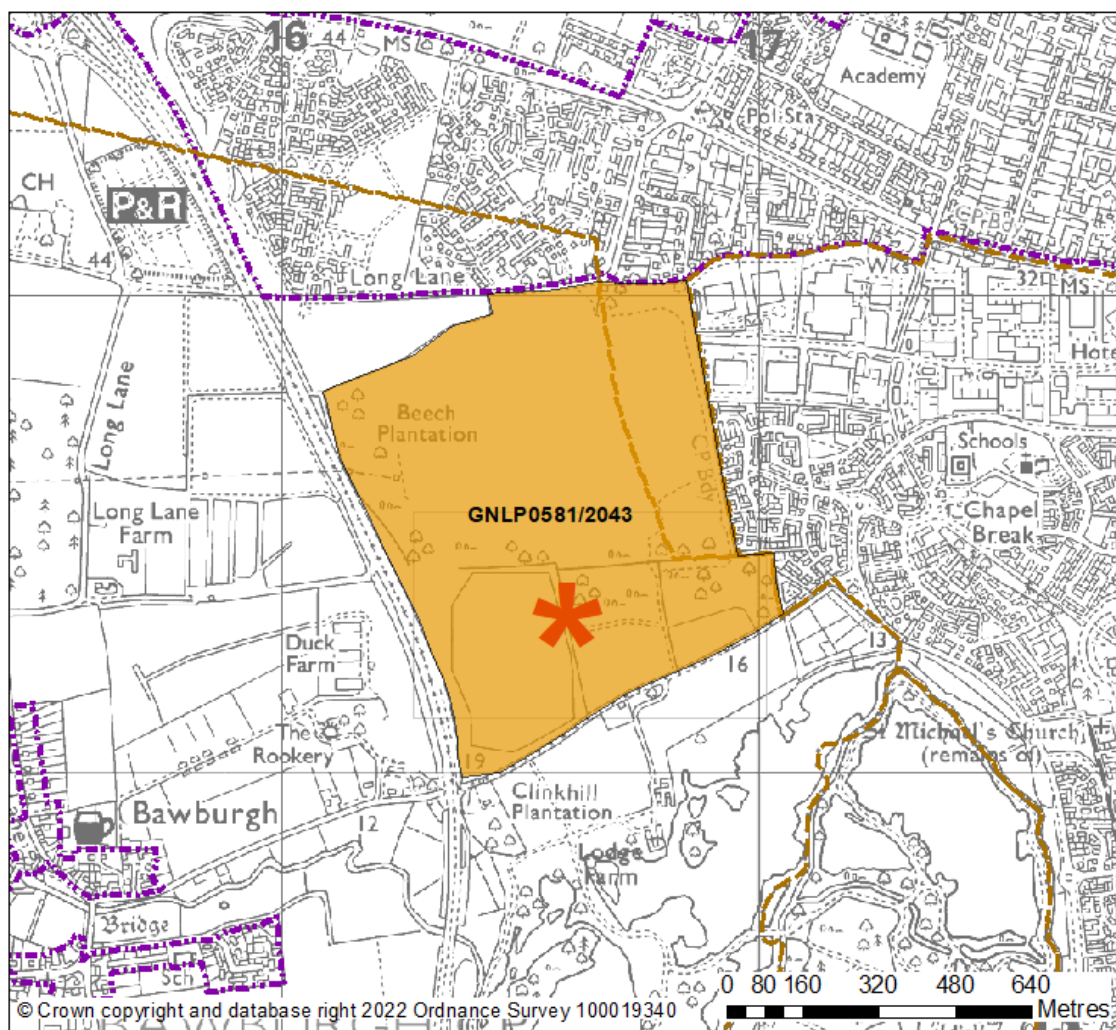 16
17
44
MS
Academy
Pol Sta
CH
P&R
44
Long Lane
Wks
32
MS
Long Lane
Beech
Plantation
CP Bdy
Schools
Chapel
Break
Long Lane
Farm
GNLP0581/2043
Duck
Farm
16
13
The
Rookery
St Michael's Church
(remains of)
19
Clinkhill
Plantation
Bawburgh
12
Lodge
Farm
Bridge
Sch
0 80 160 320 480 640
Metres
© Crown copyright and database right 2022 Ordnance Survey 100019340